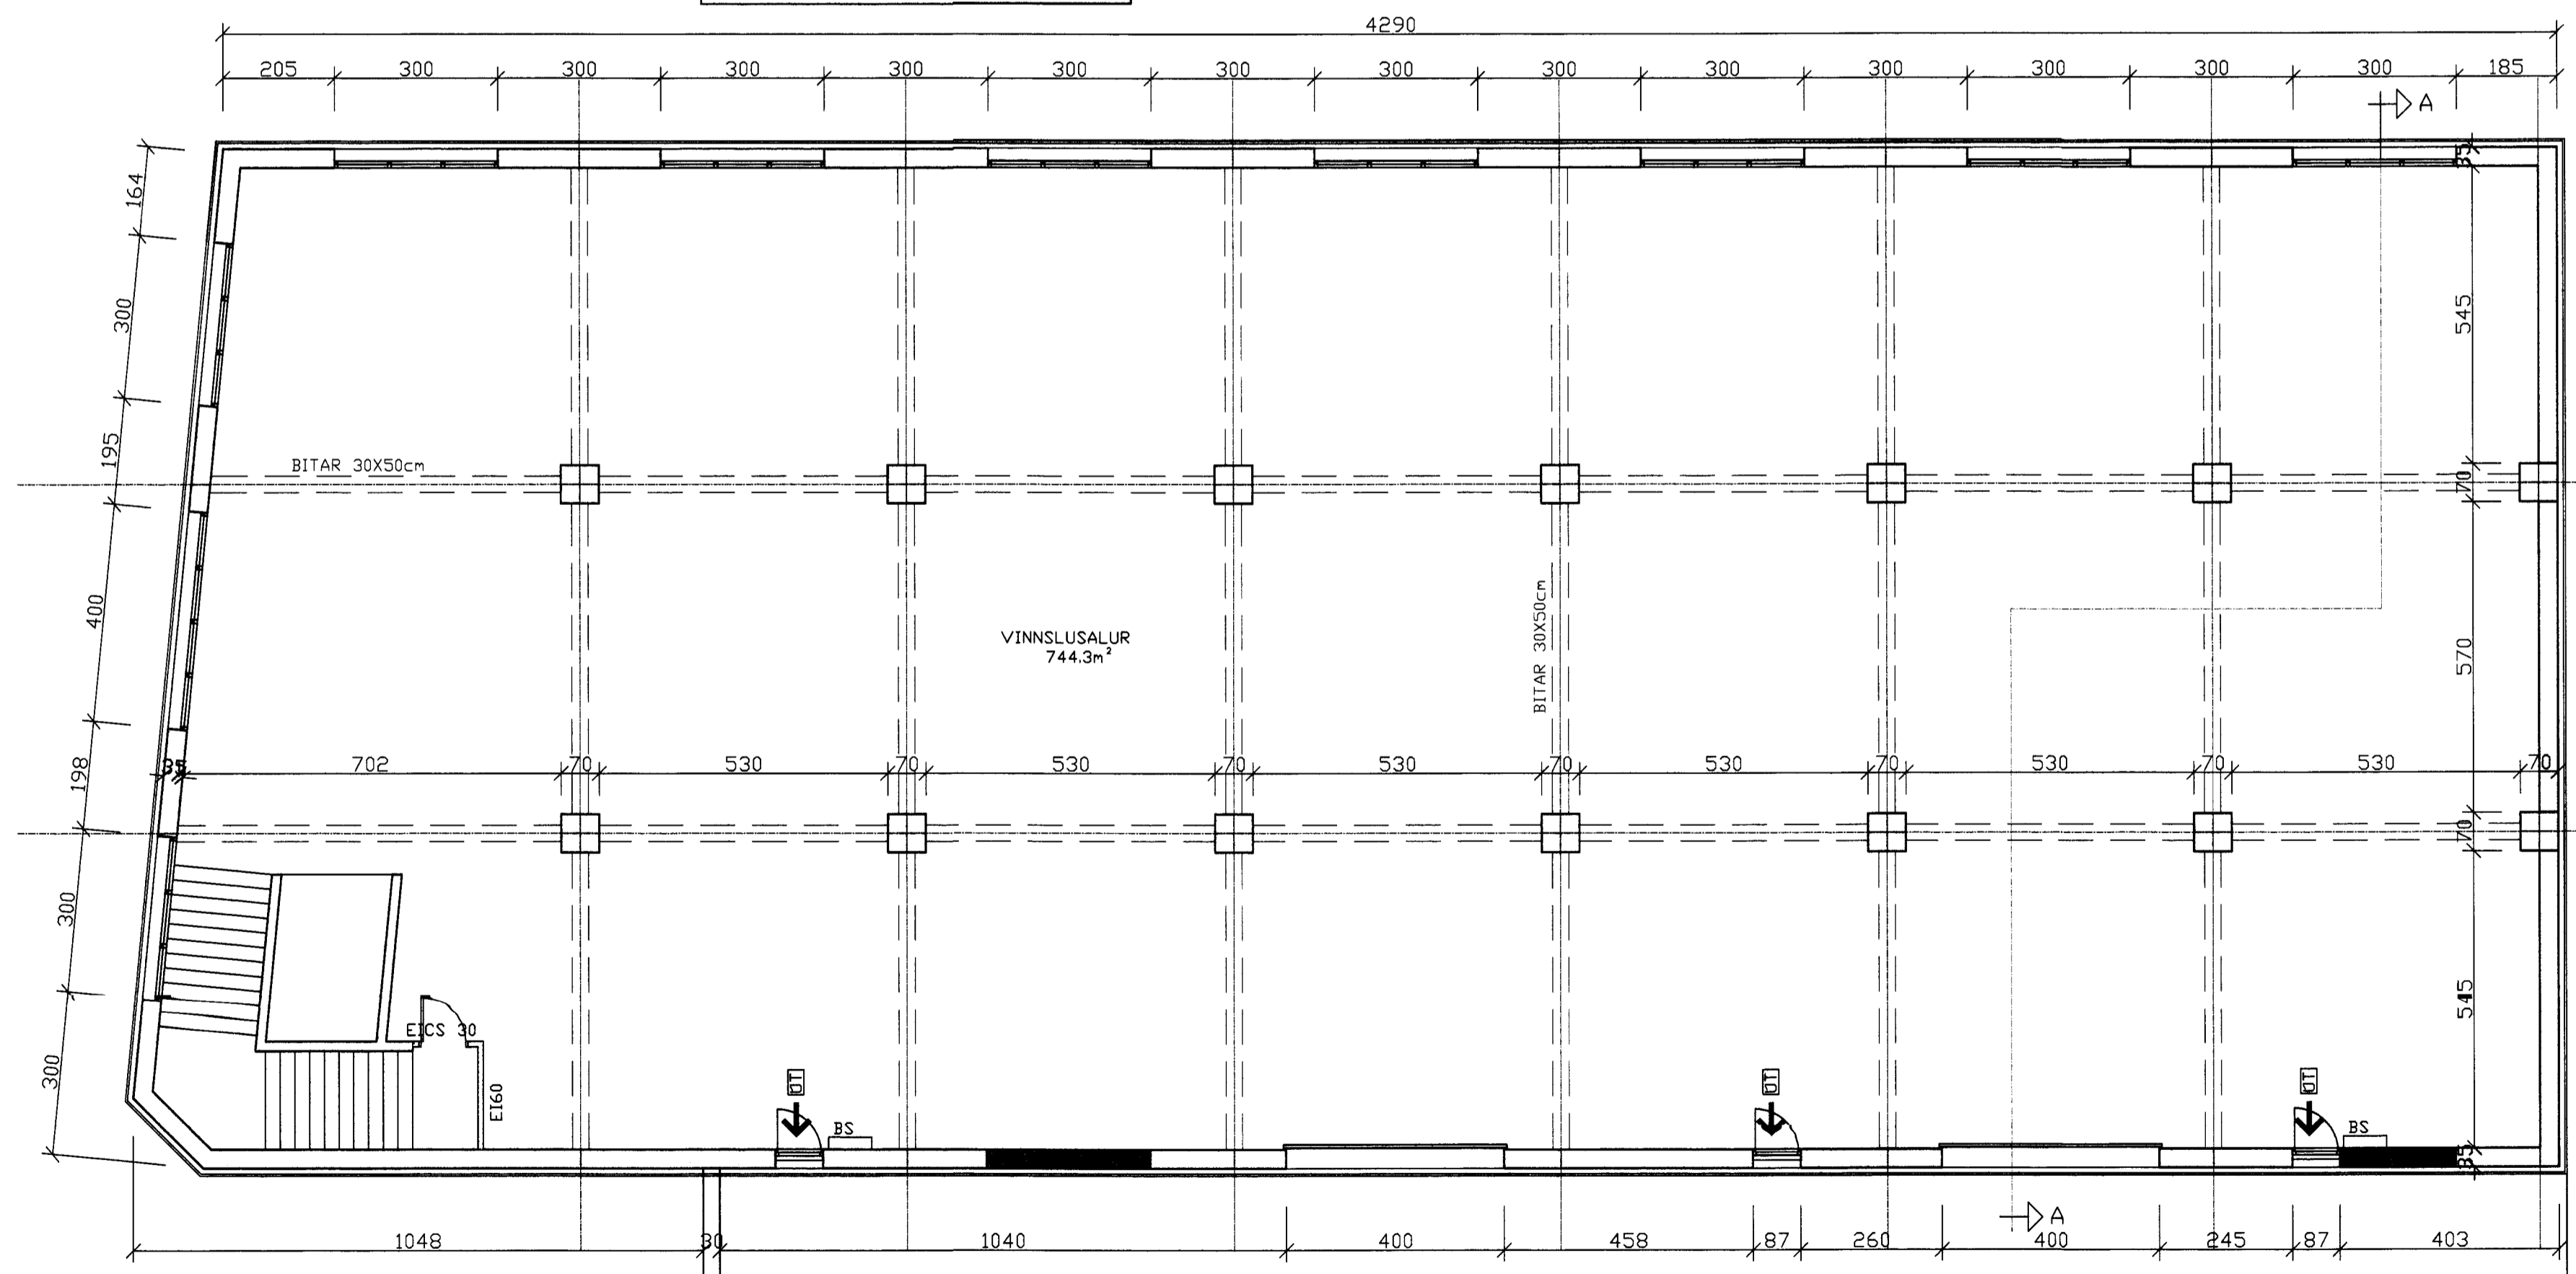 4290
205 300 300 300 300 300 300 300 300 300 300 300 300 300 185
A
35
164
300
545
195
BITAR 30X50cm
70
400
BITAR 30X50cm
VINNSLUSALUR
744.3m²
570
198
35 702 70 530 70 530 70 530 70 530 70 530 70 530 70
70
300
545
EICS 30
300
EI60
ÚT
ÚT
ÚT
BS
BS
35
A
1048 30 1040 400 458 87 260 400 245 87 403